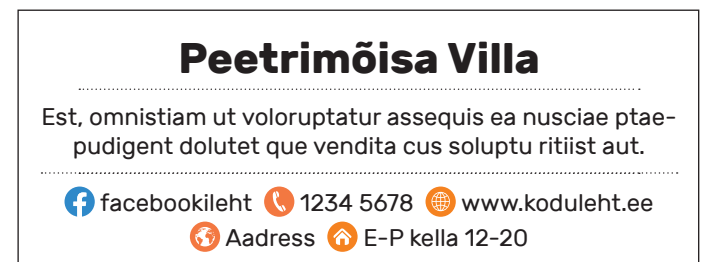 Peetrimõisa Villa
Est, omnistiam ut voloruptatur assequis ea nusciae ptae-
pudigent dolutet que vendita cus soluptu ritiist aut.
facebookileht 1234 5678 www.koduleht.ee
Aadress E-P kella 12-20